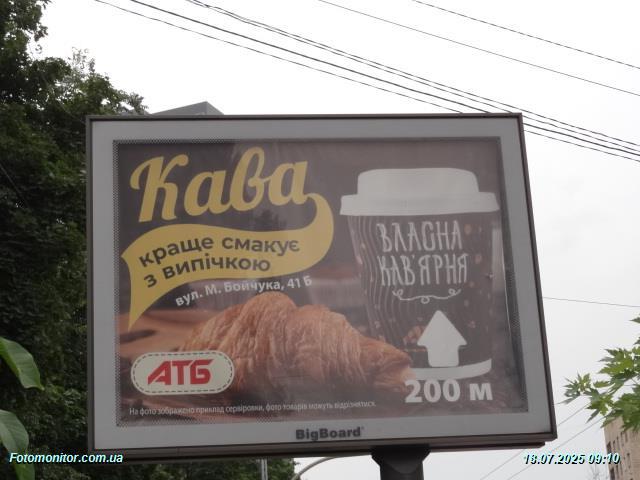 Кава
краще смакує
з випічкою
вул. М. Бойчука, 41 Б
ВЛАСНА
КАВ'ЯРНЯ
АТБ
200 м
На фото зображено приклад сервіровки, фото товарів можуть відрізнятися.
BigBoard
Fotomonitor.com.ua
18.07.2025 09:10